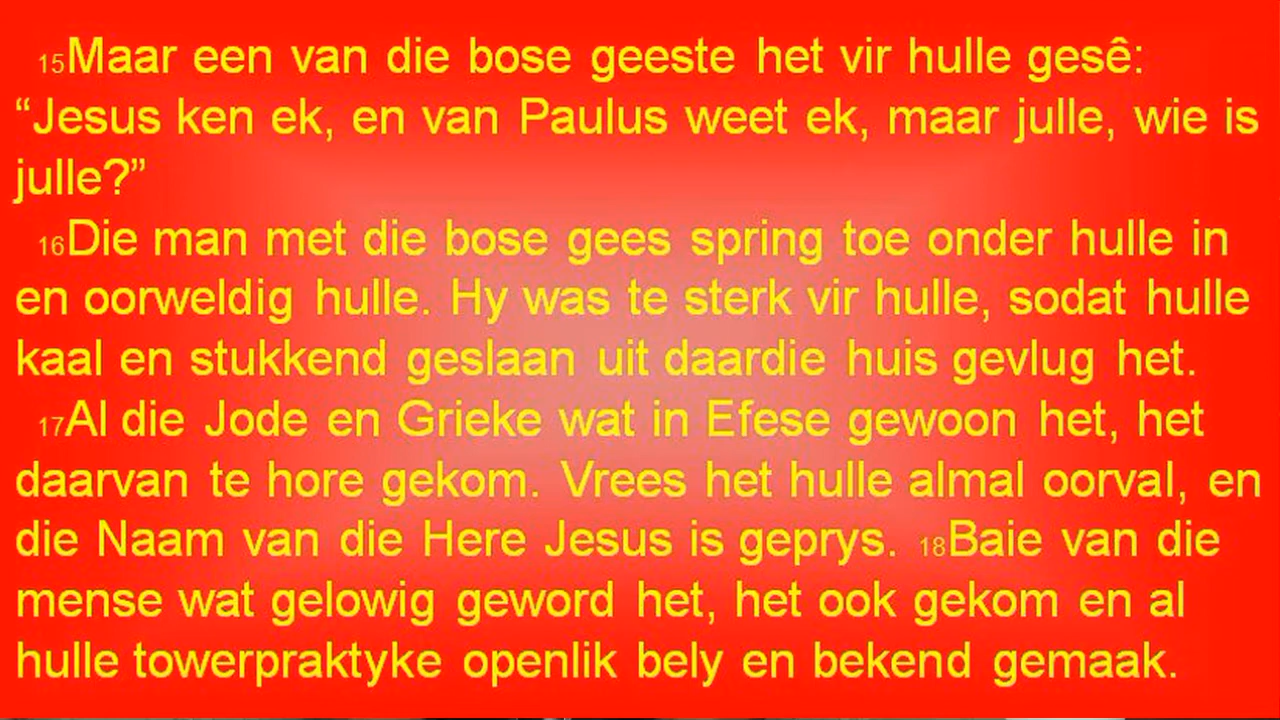 15Maar een van die bose geeste het vir hulle gesê:
“Jesus ken ek, en van Paulus weet ek, maar julle, wie is
julle?”
16Die man met die bose gees spring toe onder hulle in
en oorweldig hulle. Hy was te sterk vir hulle, sodat hulle
kaal en stukkend geslaan uit daardie huis gevlug het.
17Al die Jode en Grieke wat in Efese gewoon het, het
daarvan te hore gekom. Vrees het hulle almal oorval, en
die Naam van die Here Jesus is geprys. 18Baie van die
mense wat gelowig geword het, het ook gekom en al
hulle towerpraktyke openlik bely en bekend gemaak.